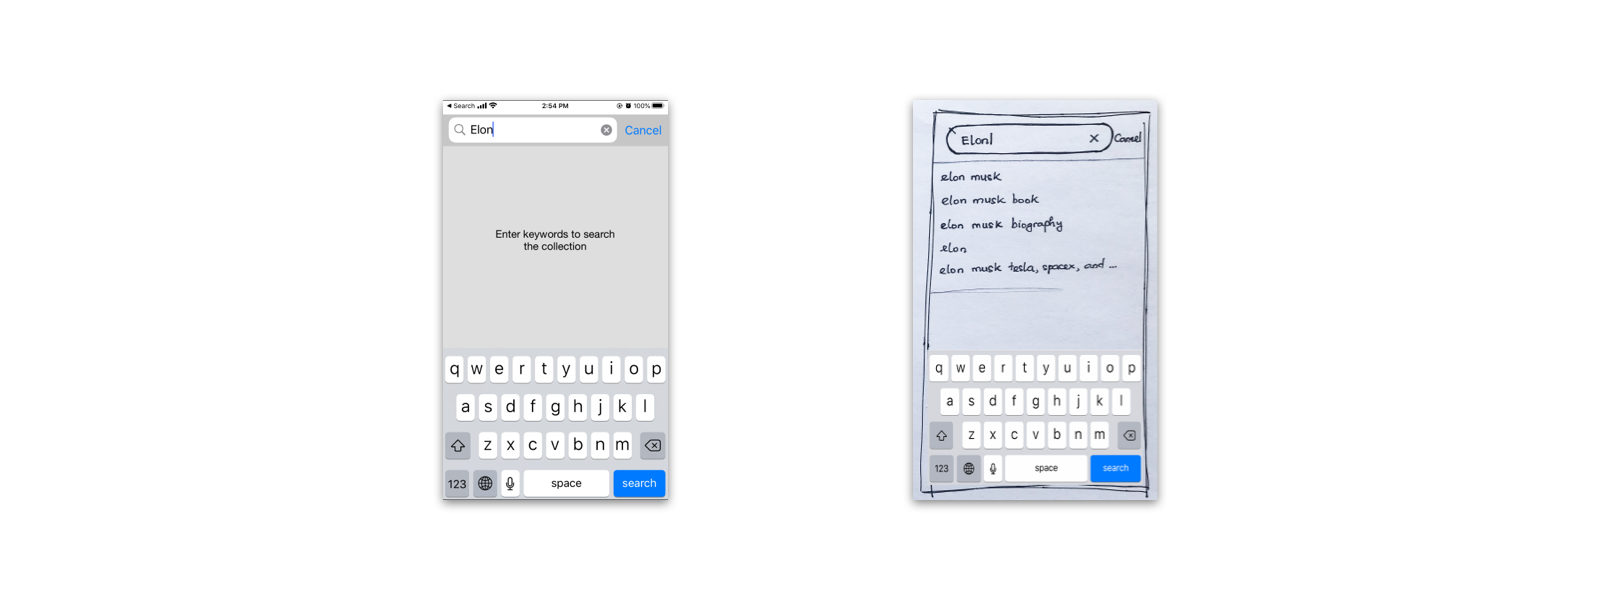 Search 2:54 PM 100%
Elon Cancel
Enter keywords to search
the collection
q w e r t y u i o p
a s d f g h j k l
z x c v b n m
123 space search
Elon Cancel
elon musk
elon musk book
elon musk biography
elon
elon musk tesla, spacex, and ...
q w e r t y u i o p
a s d f g h j k l
z x c v b n m
123 space search